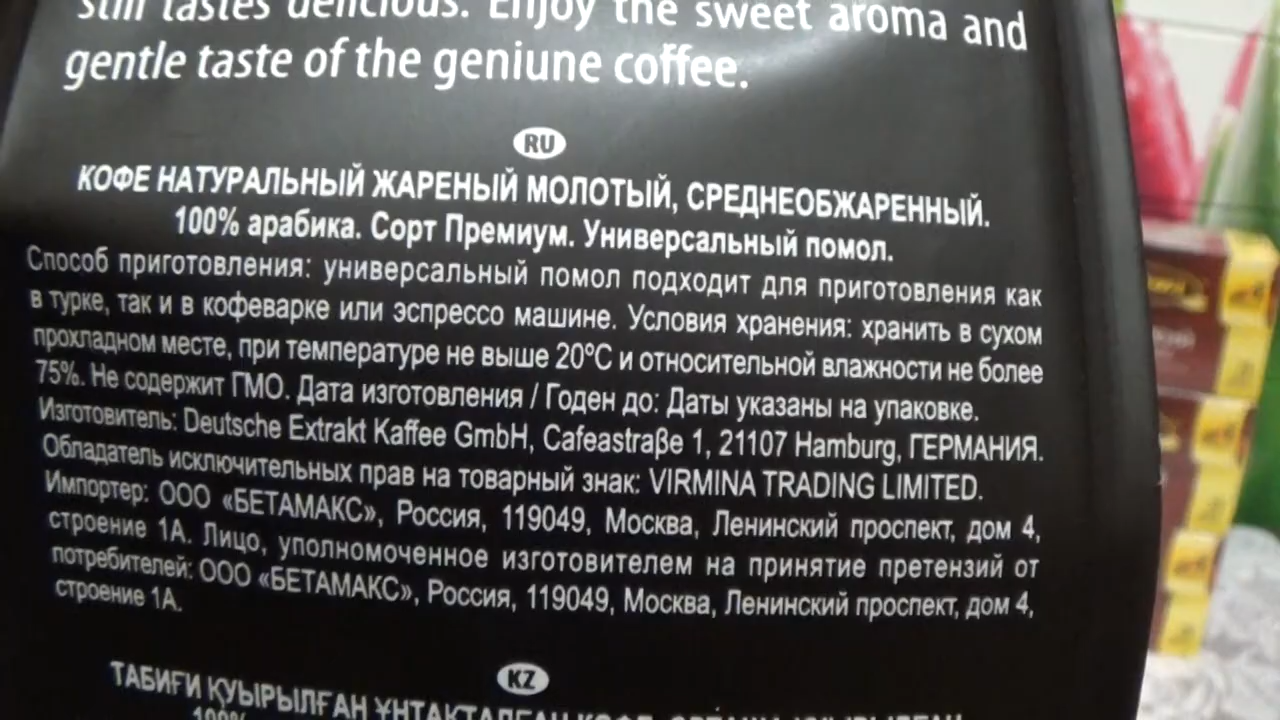 still tastes delicious. Enjoy the sweet aroma and
gentle taste of the geniune coffee.
RU
КОФЕ НАТУРАЛЬНЫЙ ЖАРЕНЫЙ МОЛОТЫЙ, СРЕДНЕОБЖАРЕННЫЙ.
100% арабика. Сорт Премиум. Универсальный помол.
Способ приготовления: универсальный помол подходит для приготовления как
в турке, так и в кофеварке или эспрессо машине. Условия хранения: хранить в сухом
прохладном месте, при температуре не выше 20°C и относительной влажности не более
75%. Не содержит ГМО. Дата изготовления / Годен до: Даты указаны на упаковке.
Изготовитель: Deutsche Extrakt Kaffee GmbH, Cafeastraße 1, 21107 Hamburg, ГЕРМАНИЯ.
Обладатель исключительных прав на товарный знак: VIRMINA TRADING LIMITED.
Импортер: ООО «БЕТАМАКС», Россия, 119049, Москва, Ленинский проспект, дом 4,
строение 1А. Лицо, уполномоченное изготовителем на принятие претензий от
потребителей: ООО «БЕТАМАКС», Россия, 119049, Москва, Ленинский проспект, дом 4,
строение 1А.
KZ
ТАБИҒИ ҚУЫРЫЛҒАН ҰНТАҚТАЛҒАН КОФЕ
100%